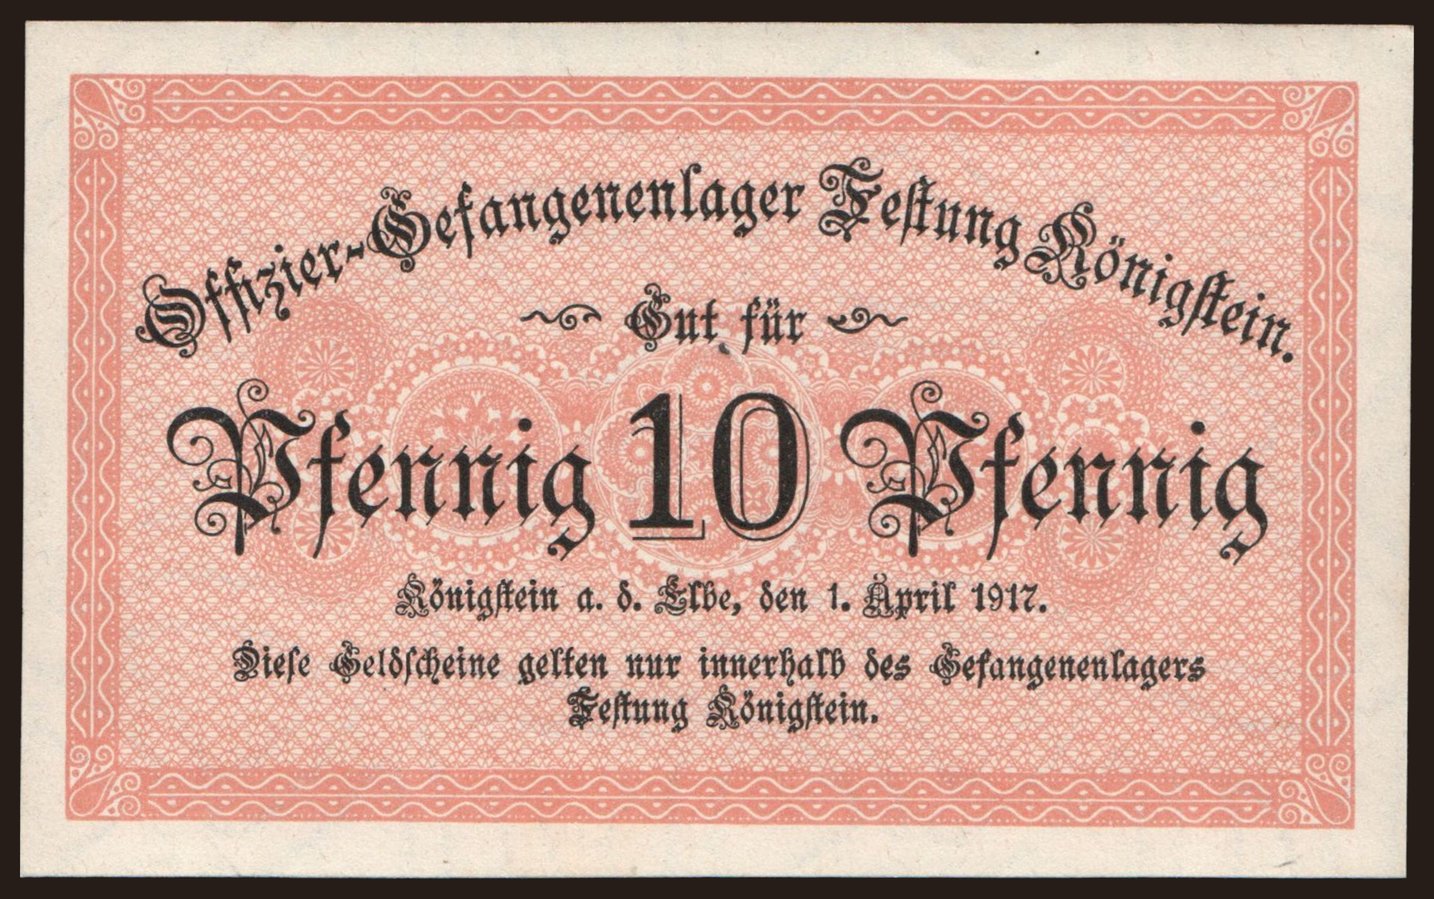 Offizier-Gefangenenlager Festung Königstein.
Gut für
Pfennig 10 Pfennig
Königstein a. d. Elbe, den 1. April 1917.
Diese Geldscheine gelten nur innerhalb des Gefangenenlagers
Festung Königstein.